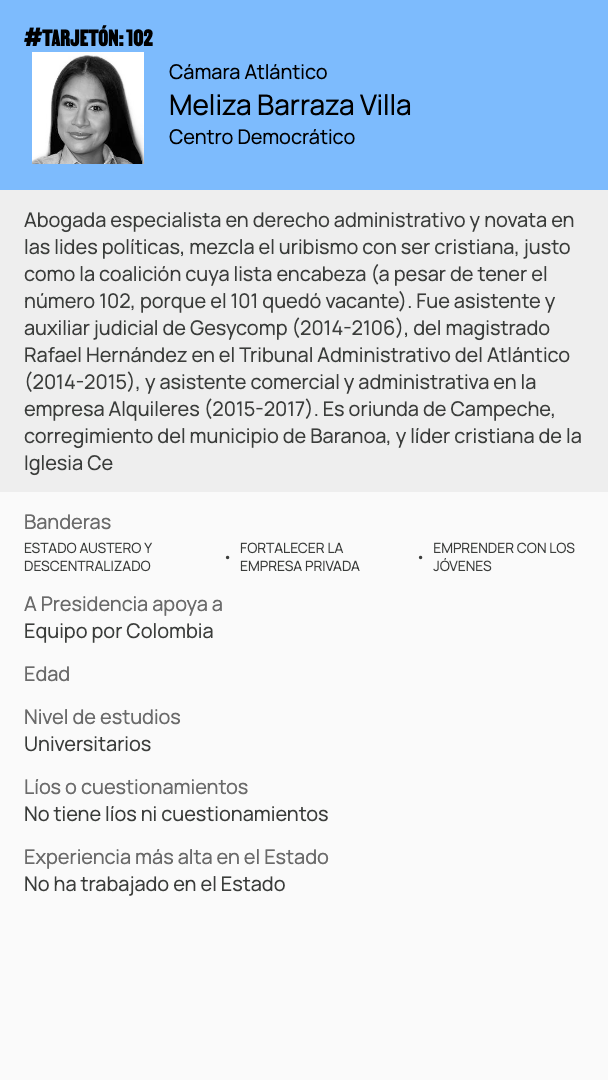 #TARJETÓN: 102
Cámara Atlántico
Meliza Barraza Villa
Centro Democrático
Abogada especialista en derecho administrativo y novata en
las lides políticas, mezcla el uribismo con ser cristiana, justo
como la coalición cuya lista encabeza (a pesar de tener el
número 102, porque el 101 quedó vacante). Fue asistente y
auxiliar judicial de Gesycomp (2014-2106), del magistrado
Rafael Hernández en el Tribunal Administrativo del Atlántico
(2014-2015), y asistente comercial y administrativa en la
empresa Alquileres (2015-2017). Es oriunda de Campeche,
corregimiento del municipio de Baranoa, y líder cristiana de la
Iglesia Ce
Banderas
ESTADO AUSTERO Y
DESCENTRALIZADO
• FORTALECER LA
EMPRESA PRIVADA
• EMPRENDER CON LOS
JÓVENES
A Presidencia apoya a
Equipo por Colombia
Edad
Nivel de estudios
Universitarios
Líos o cuestionamientos
No tiene líos ni cuestionamientos
Experiencia más alta en el Estado
No ha trabajado en el Estado